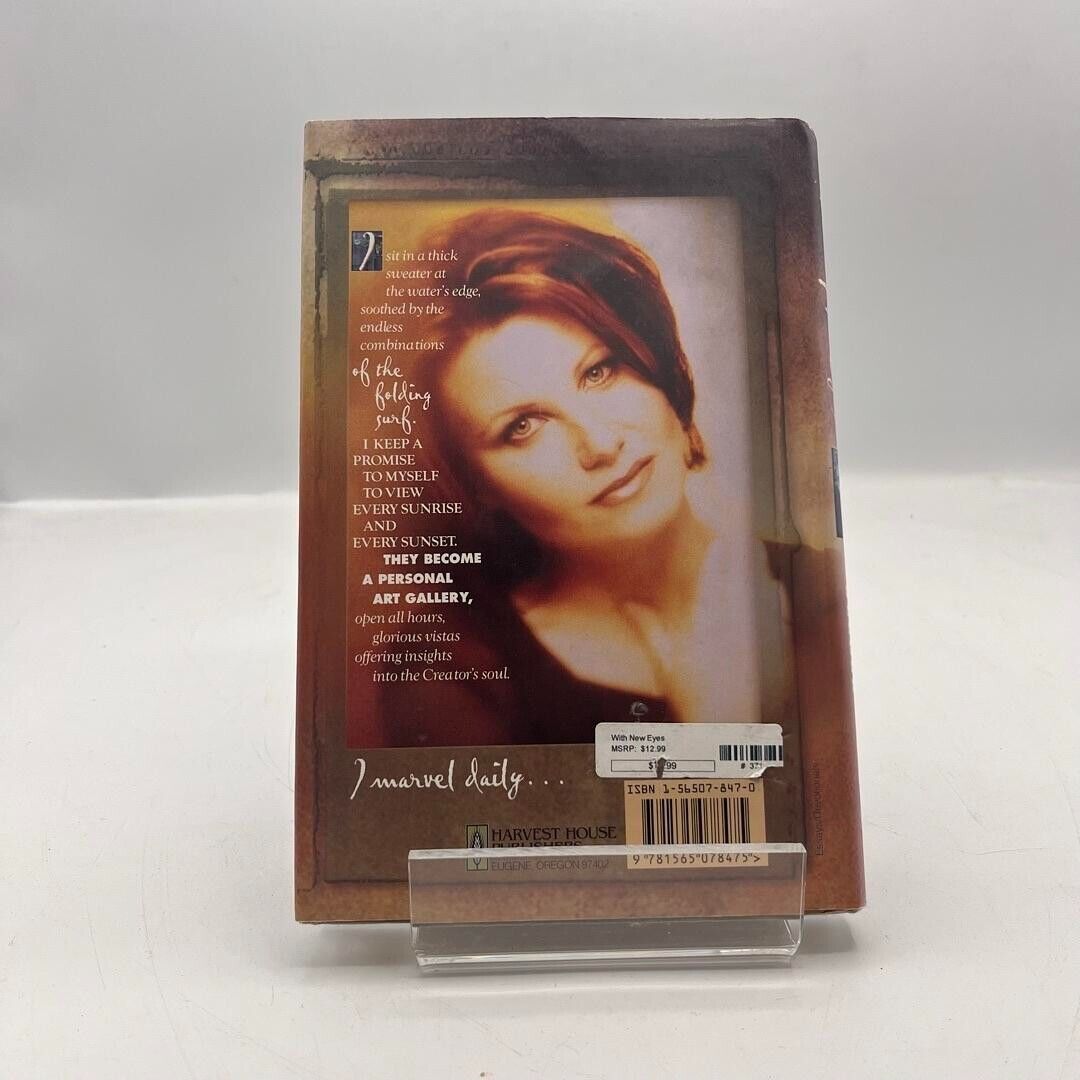 I sit in a thick
sweater at
the water's edge,
soothed by the
endless
combinations
of the
folding
surf.
I KEEP A
PROMISE
TO MYSELF
TO VIEW
EVERY SUNRISE
AND
EVERY SUNSET.
THEY BECOME
A PERSONAL
ART GALLERY,
open all hours,
glorious vistas
offering insights
into the Creator's soul.
I marvel daily...
With New Eyes
MSRP: $12.99
ISBN 1-56507-847-0
HARVEST HOUSE
PUBLISHERS
EUGENE, OREGON 97402
9 781565 078475>